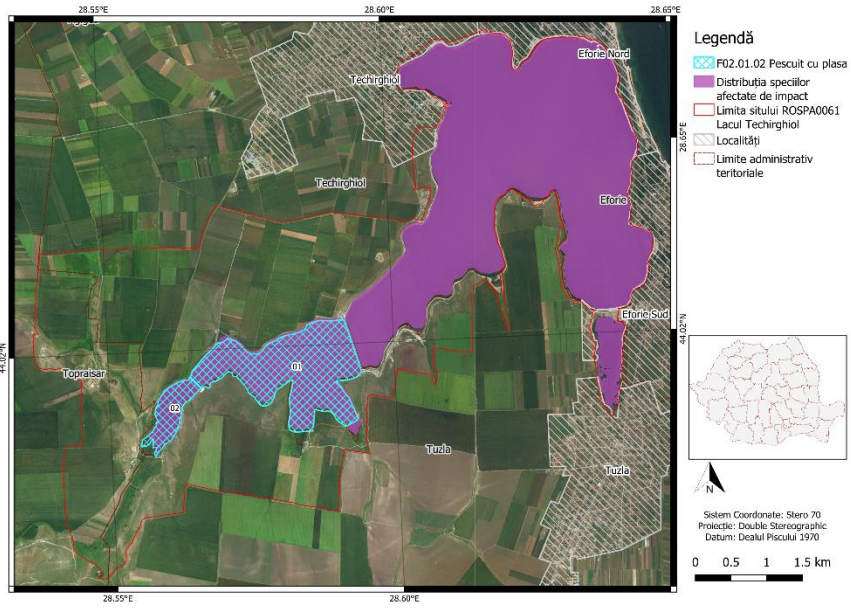 28.55°E
28.60°E
28.65°E
Eforie Nord
Techirghiol
28.65°E
Techirghiol
Eforie
Eforie Sud
44.02°N
44.02°N
01
Topraisar
02
Tuzla
Tuzla
28.55°E
28.60°E
Legendă
F02.01.02 Pescuit cu plasa
Distribuția speciilor
afectate de impact
Limita sitului ROSPA0061
Lacul Techirghiol
Localități
Limite administrativ
teritoriale
N
Sistem Coordonate: Stero 70
Proiecție: Double Stereographic
Datum: Dealul Piscului 1970
0 0.5 1 1.5 km